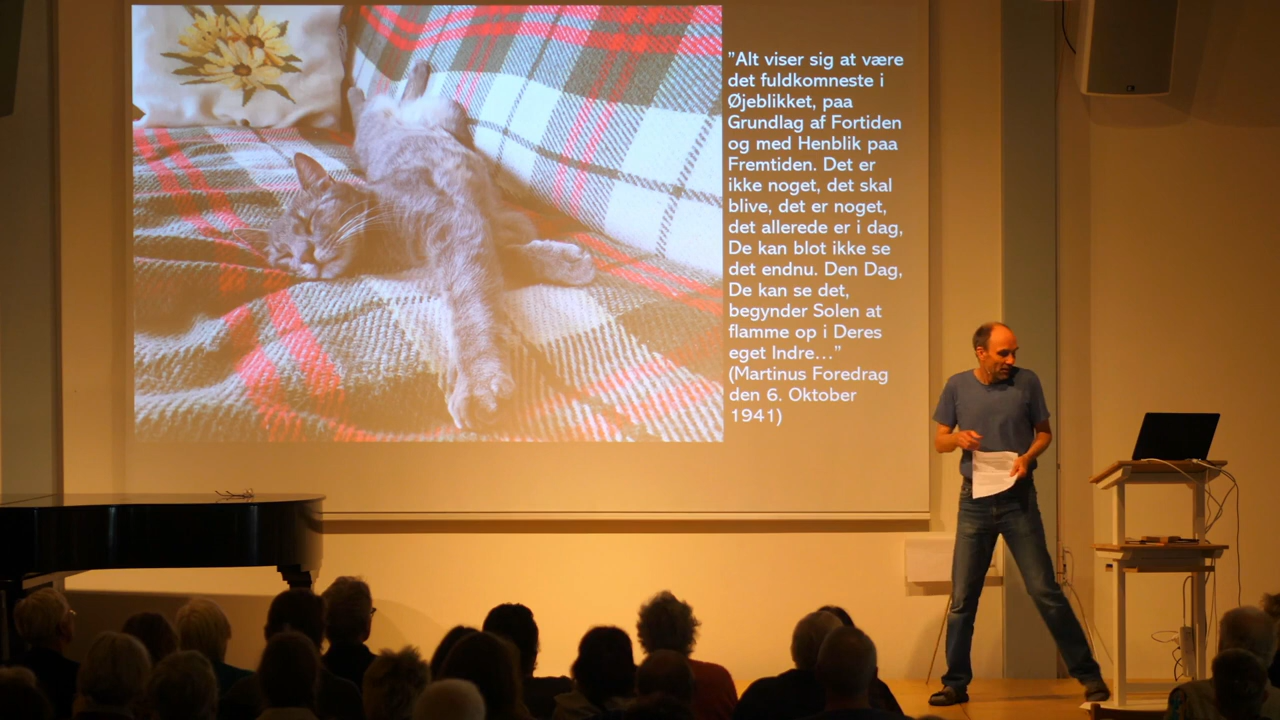 ”Alt viser sig at være
det fuldkomneste i
Øjeblikket, paa
Grundlag af Fortiden
og med Henblik paa
Fremtiden. Det er
ikke noget, det skal
blive, det er noget,
det allerede er i dag,
De kan blot ikke se
det endnu. Den Dag,
De kan se det,
begynder Solen at
flamme op i Deres
eget Indre...”
(Martinus Foredrag
den 6. Oktober
1941)